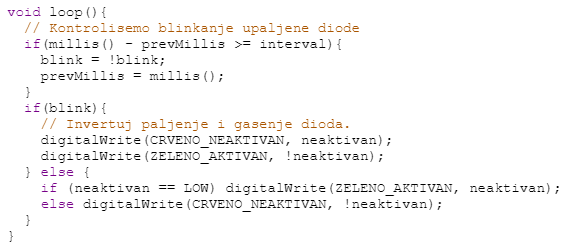 void loop(){
  // Kontrolisemo blinkanje upaljene diode
  if(millis() - prevMillis >= interval){
    blink = !blink;
    prevMillis = millis();
  }
  if(blink){
    // Invertuj paljenje i gasenje dioda.
    digitalWrite(CRVENO_NEAKTIVAN, neaktivan);
    digitalWrite(ZELENO_AKTIVAN, !neaktivan);
  } else {
    if (neaktivan == LOW) digitalWrite(ZELENO_AKTIVAN, neaktivan);
    else digitalWrite(CRVENO_NEAKTIVAN, !neaktivan);
  }
}